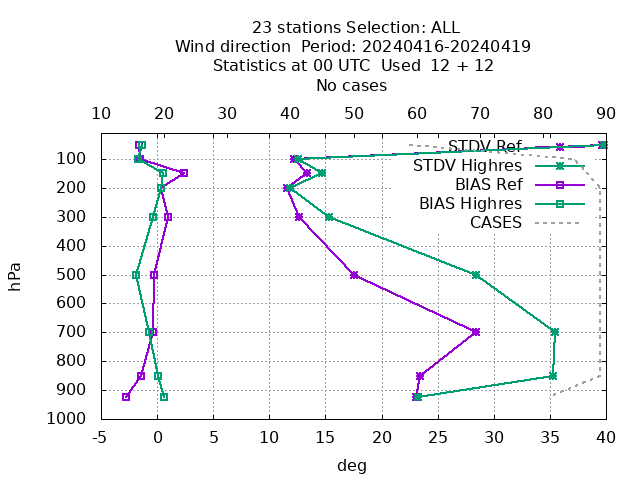 23 stations Selection: ALL
Wind direction  Period: 20240416-20240419
Statistics at 00 UTC  Used  12 + 12
No cases
10 20 30 40 50 60 70 80 90
STDV Ref
STDV Highres
BIAS Ref
BIAS Highres
CASES
100
200
300
400
500
600
700
800
900
1000
hPa
-5 0 5 10 15 20 25 30 35 40
deg